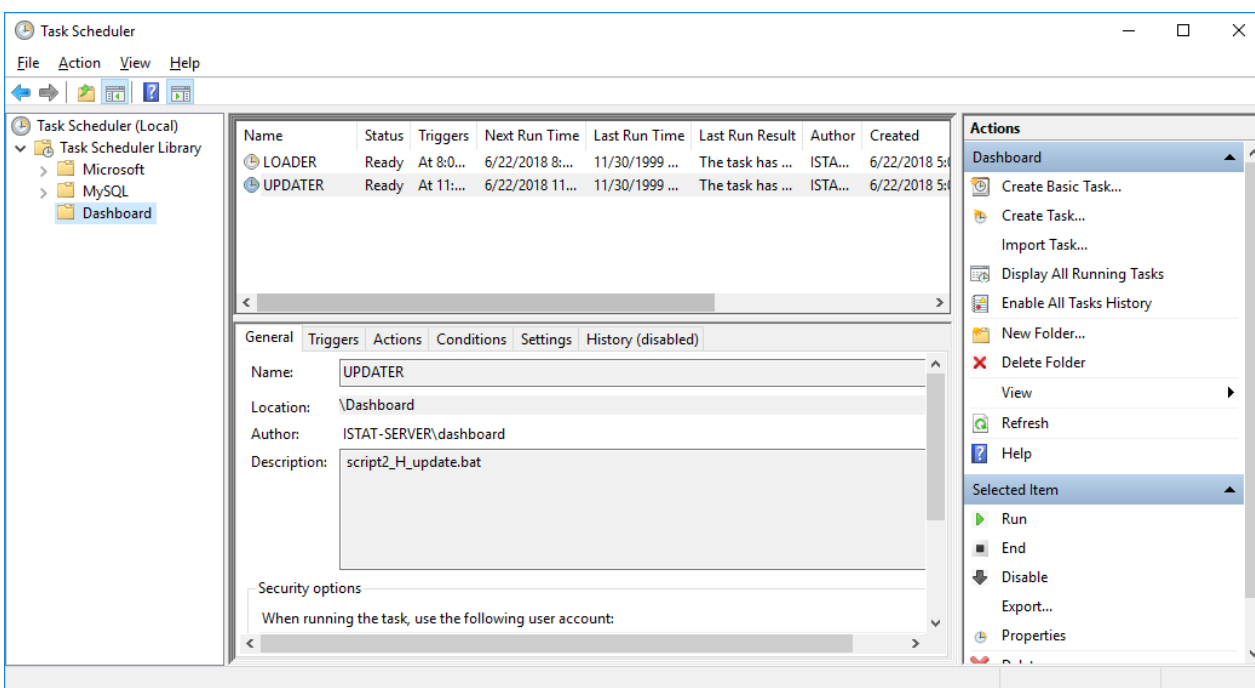 Task Scheduler
File Action View Help
Task Scheduler (Local)
Task Scheduler Library
Microsoft
MySQL
Dashboard
Name Status Triggers Next Run Time Last Run Time Last Run Result Author Created
LOADER Ready At 8:0... 6/22/2018 8:... 11/30/1999 ... The task has ... ISTA... 6/22/2018 5:0
UPDATER Ready At 11:... 6/22/2018 11... 11/30/1999 ... The task has ... ISTA... 6/22/2018 5:0
General Triggers Actions Conditions Settings History (disabled)
Name: UPDATER
Location: \Dashboard
Author: ISTAT-SERVER\dashboard
Description: script2_H_update.bat
Security options
When running the task, use the following user account:
Actions
Dashboard
Create Basic Task...
Create Task...
Import Task...
Display All Running Tasks
Enable All Tasks History
New Folder...
Delete Folder
View
Refresh
Help
Selected Item
Run
End
Disable
Export...
Properties